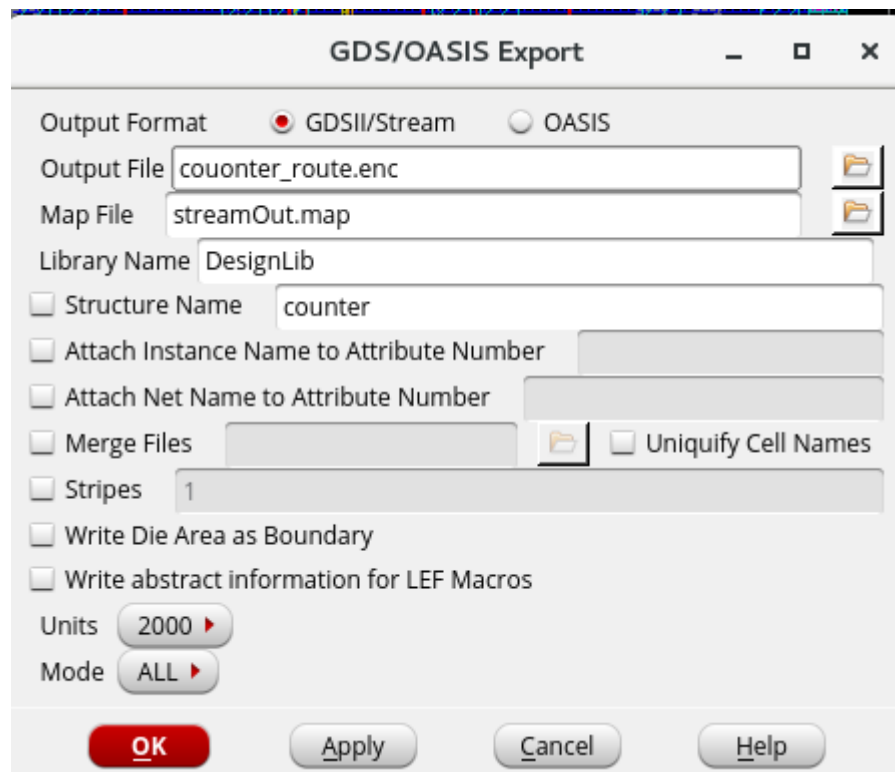 GDS/OASIS Export
Output Format GDSII/Stream OASIS
Output File couonter_route.enc
Map File streamOut.map
Library Name DesignLib
Structure Name counter
Attach Instance Name to Attribute Number
Attach Net Name to Attribute Number
Merge Files Uniquify Cell Names
Stripes 1
Write Die Area as Boundary
Write abstract information for LEF Macros
Units 2000
Mode ALL
OK Apply Cancel Help